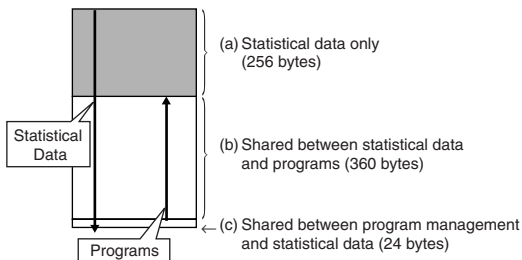 (a) Statistical data only
(256 bytes)
Statistical
Data
(b) Shared between statistical data
and programs (360 bytes)
(c) Shared between program management
and statistical data (24 bytes)
Programs